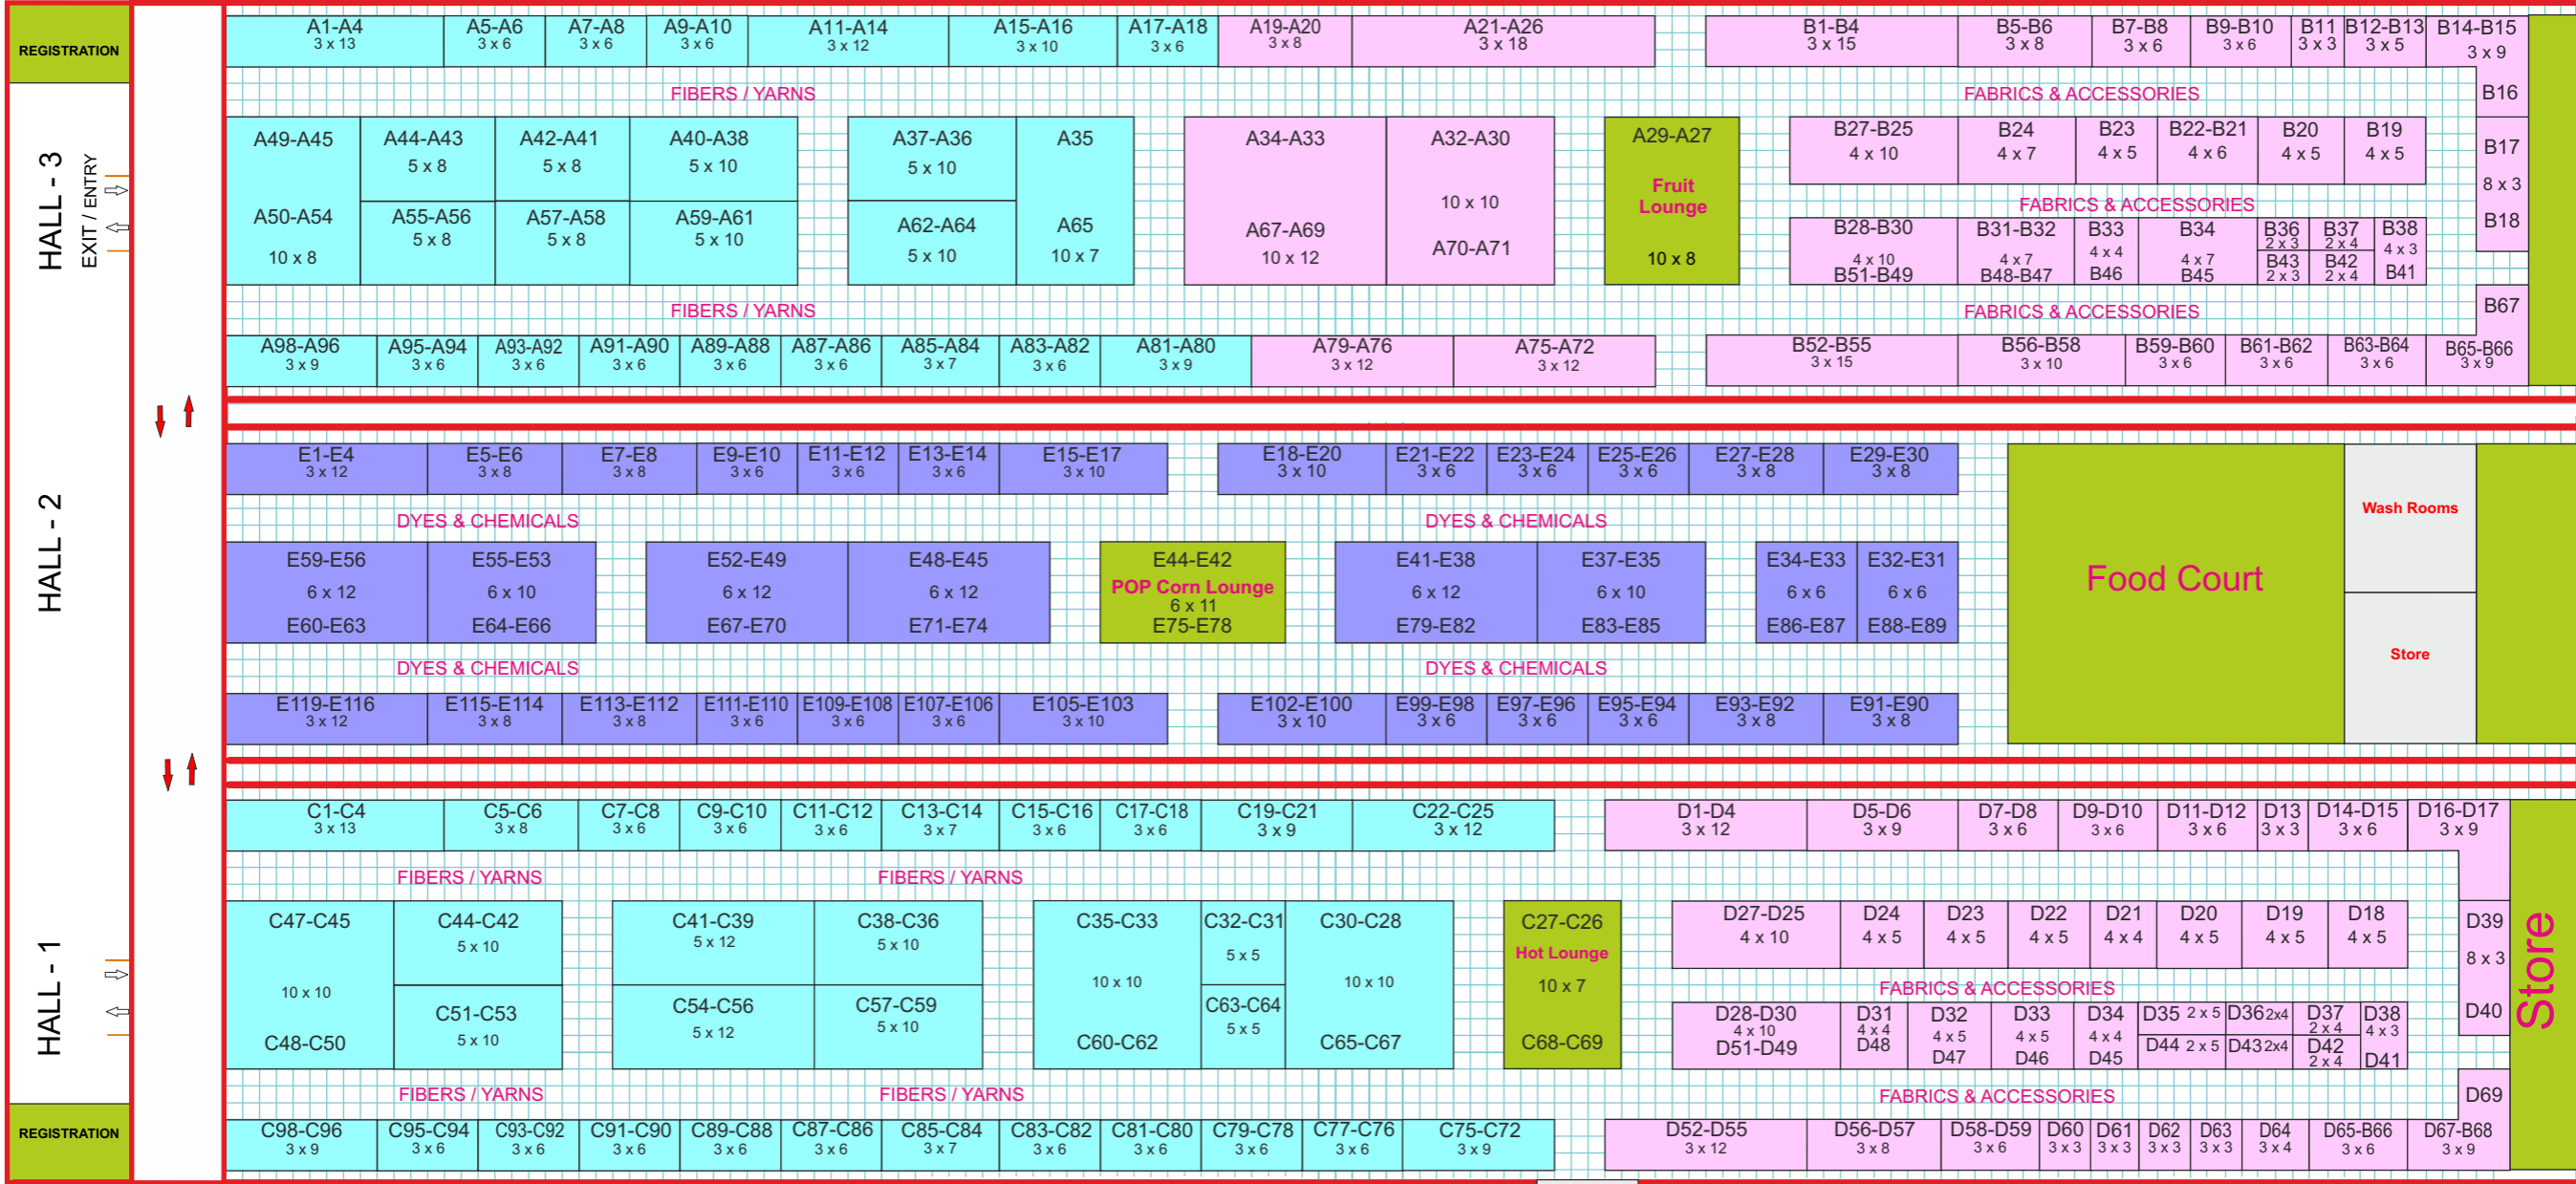 REGISTRATION
HALL - 3
EXIT / ENTRY
A1-A4
3 x 13
A5-A6
3 x 6
A7-A8
3 x 6
A9-A10
3 x 6
A11-A14
3 x 12
A15-A16
3 x 10
A17-A18
3 x 6
A19-A20
3 x 8
A21-A26
3 x 18
B1-B4
3 x 15
B5-B6
3 x 8
B7-B8
3 x 6
B9-B10
3 x 6
B11
3 x 3
B12-B13
3 x 5
B14-B15
3 x 9
B16
FIBERS / YARNS
FABRICS & ACCESSORIES
A49-A45
A50-A54
10 x 8
A44-A43
5 x 8
A42-A41
5 x 8
A40-A38
5 x 10
A55-A56
5 x 8
A57-A58
5 x 8
A59-A61
5 x 10
A37-A36
5 x 10
A62-A64
5 x 10
A35
A65
10 x 7
A34-A33
A67-A69
10 x 12
A32-A30
10 x 10
A70-A71
A29-A27
Fruit
Lounge
10 x 8
B27-B25
4 x 10
B24
4 x 7
B23
4 x 5
B22-B21
4 x 6
B20
4 x 5
B19
4 x 5
B17
8 x 3
B18
FABRICS & ACCESSORIES
B28-B30
4 x 10
B51-B49
B31-B32
4 x 7
B48-B47
B33
4 x 4
B46
B34
4 x 7
B45
B36
2 x 3
B43
2 x 3
B37
2 x 4
B42
2 x 4
B38
4 x 3
B41
FIBERS / YARNS
FABRICS & ACCESSORIES
B67
A98-A96
3 x 9
A95-A94
3 x 6
A93-A92
3 x 6
A91-A90
3 x 6
A89-A88
3 x 6
A87-A86
3 x 6
A85-A84
3 x 7
A83-A82
3 x 6
A81-A80
3 x 9
A79-A76
3 x 12
A75-A72
3 x 12
B52-B55
3 x 15
B56-B58
3 x 10
B59-B60
3 x 6
B61-B62
3 x 6
B63-B64
3 x 6
B65-B66
3 x 9
HALL - 2
E1-E4
3 x 12
E5-E6
3 x 8
E7-E8
3 x 8
E9-E10
3 x 6
E11-E12
3 x 6
E13-E14
3 x 6
E15-E17
3 x 10
E18-E20
3 x 10
E21-E22
3 x 6
E23-E24
3 x 6
E25-E26
3 x 6
E27-E28
3 x 8
E29-E30
3 x 8
DYES & CHEMICALS
DYES & CHEMICALS
E59-E56
6 x 12
E60-E63
E55-E53
6 x 10
E64-E66
E52-E49
6 x 12
E67-E70
E48-E45
6 x 12
E71-E74
E44-E42
POP Corn Lounge
6 x 11
E75-E78
E41-E38
6 x 12
E79-E82
E37-E35
6 x 10
E83-E85
E34-E33
6 x 6
E86-E87
E32-E31
6 x 6
E88-E89
Food Court
Wash Rooms
Store
DYES & CHEMICALS
DYES & CHEMICALS
E119-E116
3 x 12
E115-E114
3 x 8
E113-E112
3 x 8
E111-E110
3 x 6
E109-E108
3 x 6
E107-E106
3 x 6
E105-E103
3 x 10
E102-E100
3 x 10
E99-E98
3 x 6
E97-E96
3 x 6
E95-E94
3 x 6
E93-E92
3 x 8
E91-E90
3 x 8
HALL - 1
C1-C4
3 x 13
C5-C6
3 x 8
C7-C8
3 x 6
C9-C10
3 x 6
C11-C12
3 x 6
C13-C14
3 x 7
C15-C16
3 x 6
C17-C18
3 x 6
C19-C21
3 x 9
C22-C25
3 x 12
D1-D4
3 x 12
D5-D6
3 x 9
D7-D8
3 x 6
D9-D10
3 x 6
D11-D12
3 x 6
D13
3 x 3
D14-D15
3 x 6
D16-D17
3 x 9
FIBERS / YARNS
FIBERS / YARNS
C47-C45
10 x 10
C48-C50
C44-C42
5 x 10
C51-C53
5 x 10
C41-C39
5 x 12
C54-C56
5 x 12
C38-C36
5 x 10
C57-C59
5 x 10
C35-C33
10 x 10
C60-C62
C32-C31
5 x 5
C63-C64
5 x 5
C30-C28
10 x 10
C65-C67
C27-C26
Hot Lounge
10 x 7
C68-C69
D27-D25
4 x 10
D24
4 x 5
D23
4 x 5
D22
4 x 5
D21
4 x 4
D20
4 x 5
D19
4 x 5
D18
4 x 5
D39
8 x 3
D40
Store
FABRICS & ACCESSORIES
D28-D30
4 x 10
D51-D49
D31
4 x 4
D48
D32
4 x 5
D47
D33
4 x 5
D46
D34
4 x 4
D45
D35 2 x 5
D44 2 x 5
D36 2x4
D43 2x4
D37
2 x 4
D42
2 x 4
D38
4 x 3
D41
FIBERS / YARNS
FIBERS / YARNS
FABRICS & ACCESSORIES
D69
REGISTRATION
C98-C96
3 x 9
C95-C94
3 x 6
C93-C92
3 x 6
C91-C90
3 x 6
C89-C88
3 x 6
C87-C86
3 x 6
C85-C84
3 x 7
C83-C82
3 x 6
C81-C80
3 x 6
C79-C78
3 x 6
C77-C76
3 x 6
C75-C72
3 x 9
D52-D55
3 x 12
D56-D57
3 x 8
D58-D59
3 x 6
D60
3 x 3
D61
3 x 3
D62
3 x 3
D63
3 x 3
D64
3 x 4
D65-B66
3 x 6
D67-B68
3 x 9